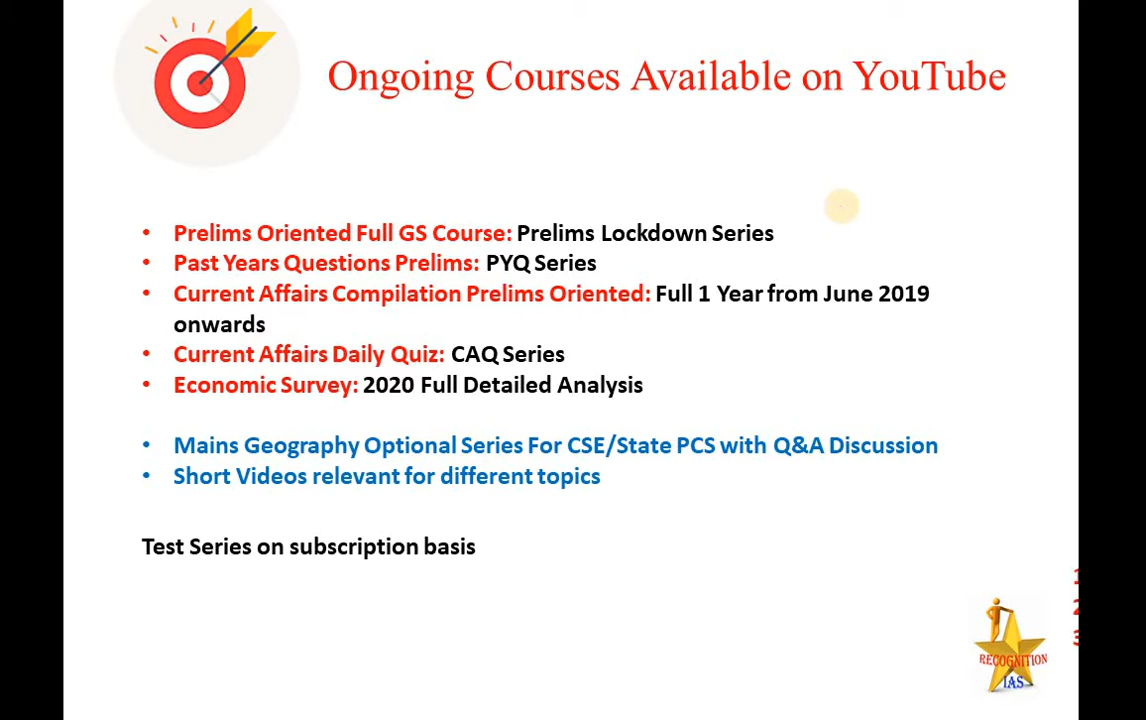 Ongoing Courses Available on YouTube
• Prelims Oriented Full GS Course: Prelims Lockdown Series
• Past Years Questions Prelims: PYQ Series
• Current Affairs Compilation Prelims Oriented: Full 1 Year from June 2019
onwards
• Current Affairs Daily Quiz: CAQ Series
• Economic Survey: 2020 Full Detailed Analysis
• Mains Geography Optional Series For CSE/State PCS with Q&A Discussion
• Short Videos relevant for different topics
Test Series on subscription basis
1
2
3
RECOGNITION
IAS